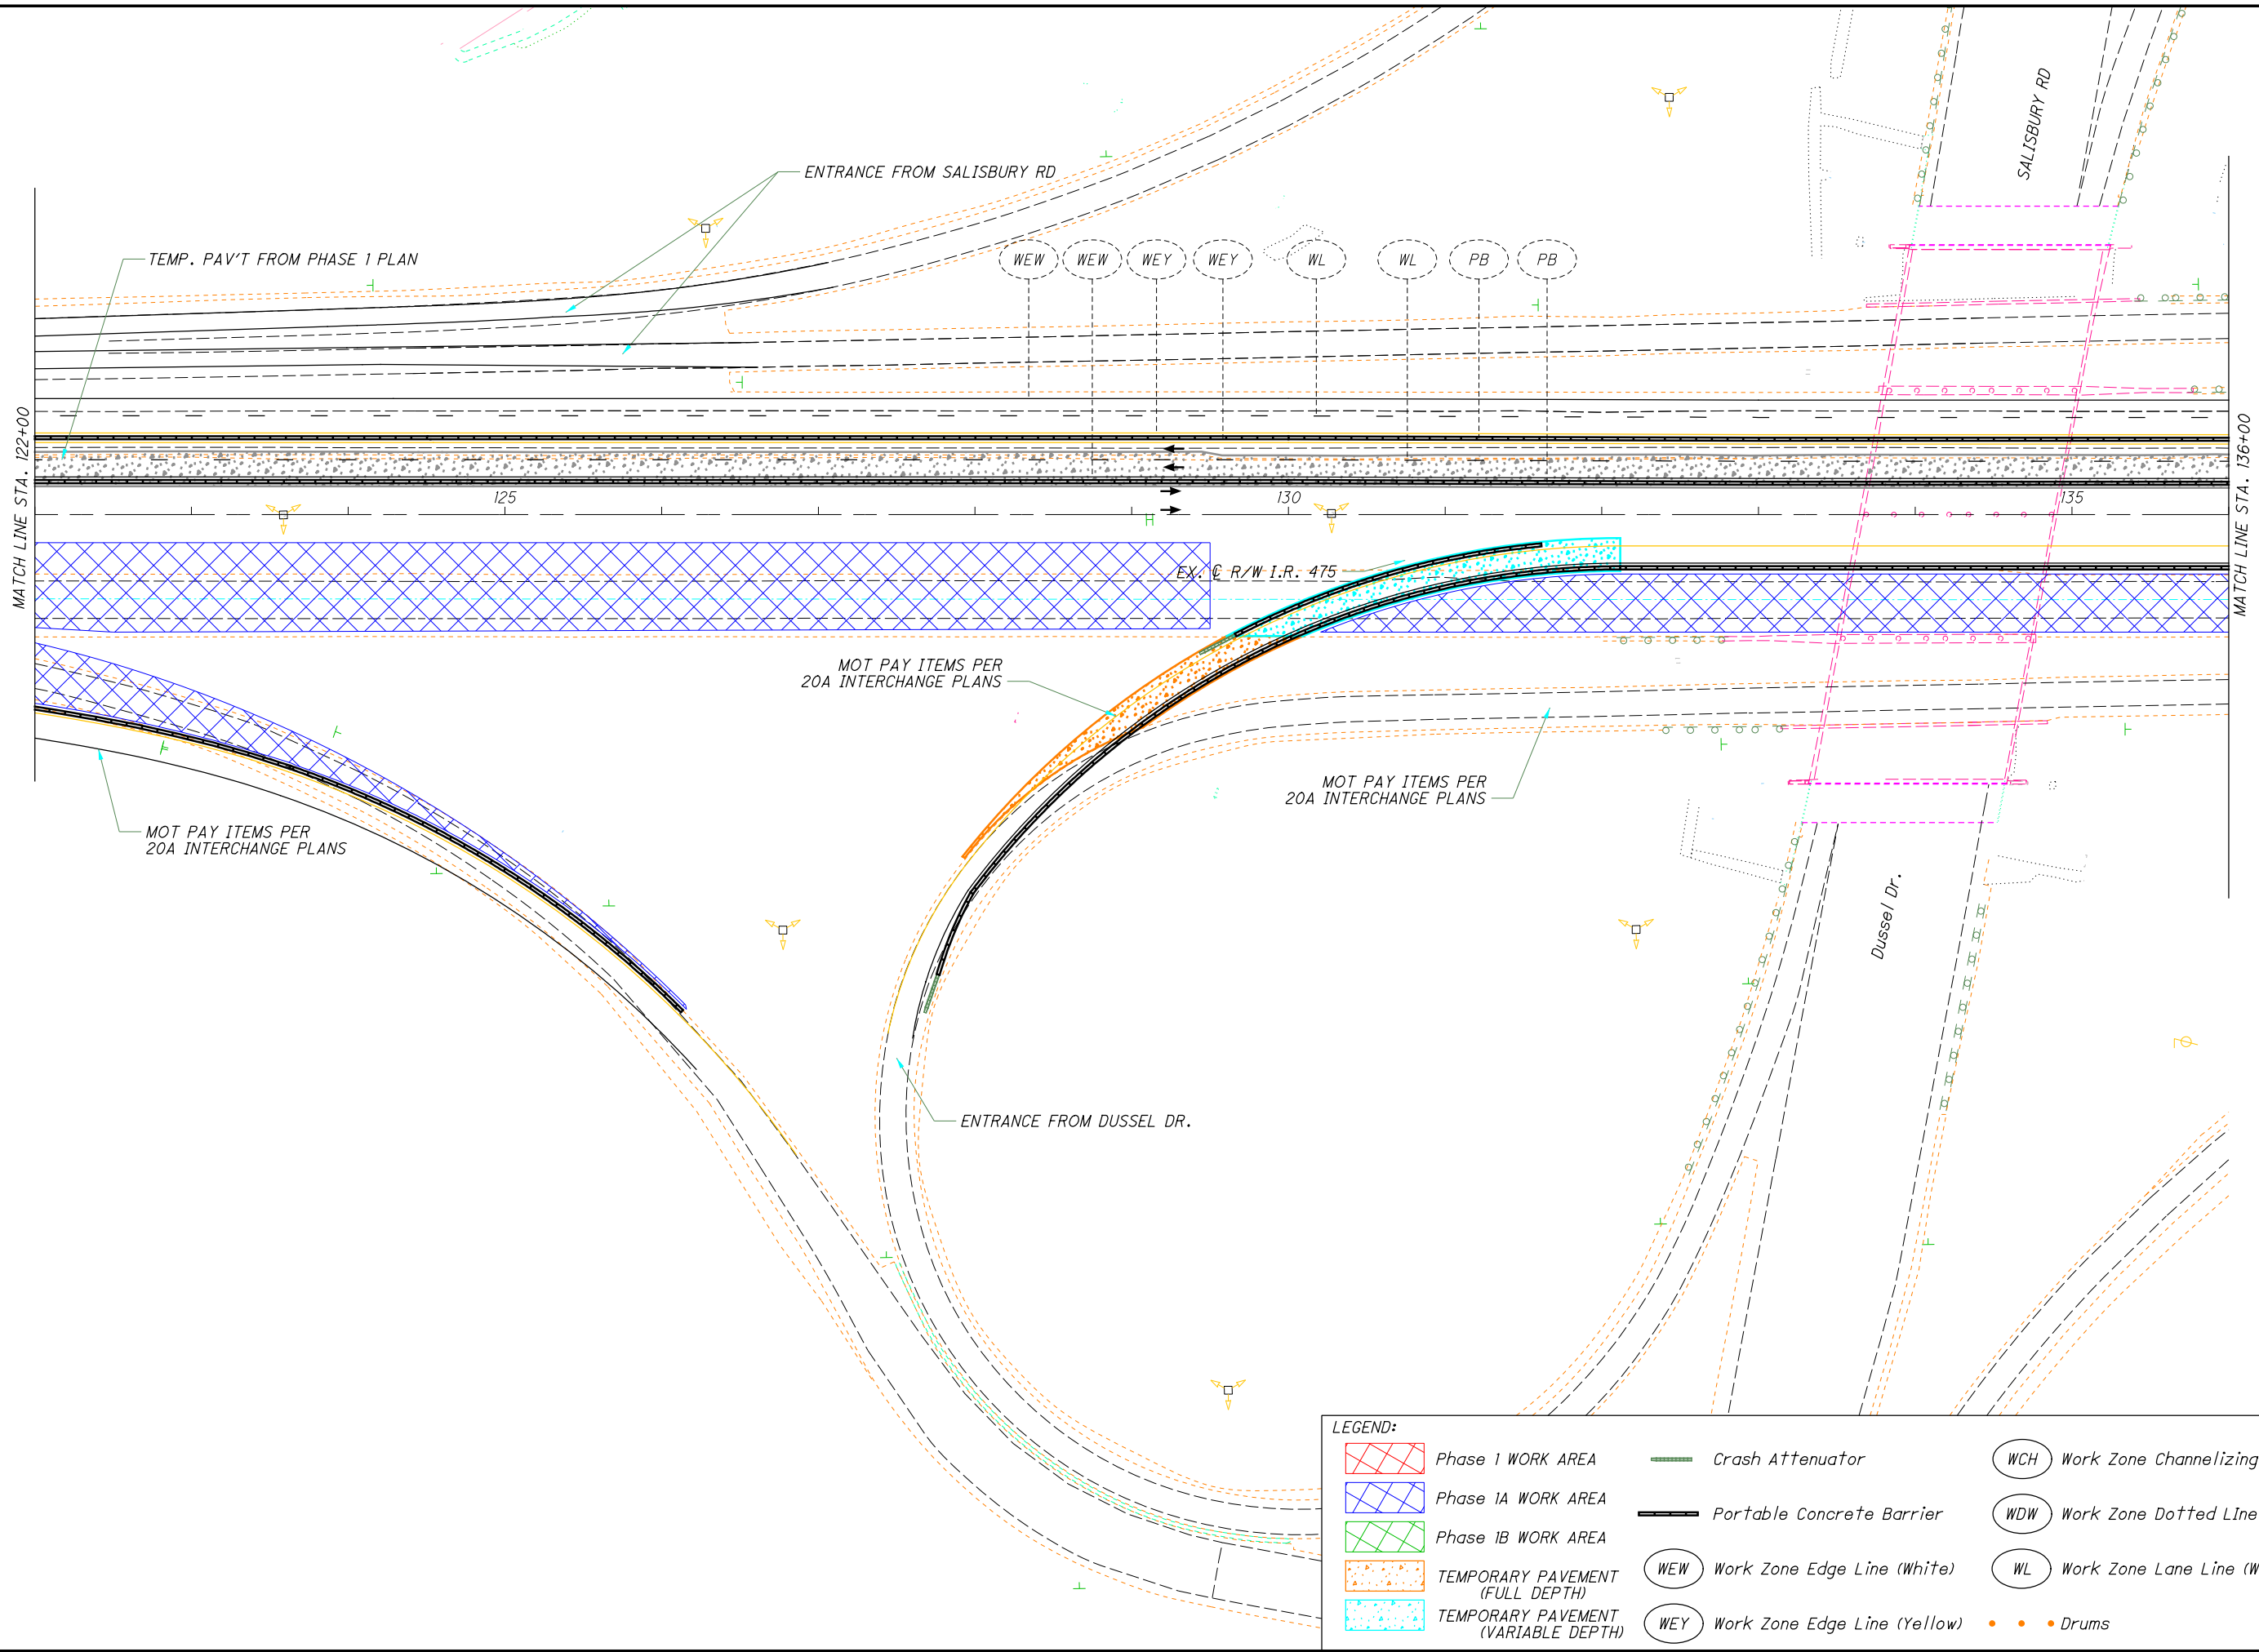 SALISBURY RD
ENTRANCE FROM SALISBURY RD
TEMP. PAV'T FROM PHASE 1 PLAN
WEW
WEW
WEY
WEY
WL
WL
PB
PB
MATCH LINE STA. 122+00
MATCH LINE STA. 136+00
125
130
135
EX. ℄ R/W I.R. 475
MOT PAY ITEMS PER
20A INTERCHANGE PLANS
MOT PAY ITEMS PER
20A INTERCHANGE PLANS
MOT PAY ITEMS PER
20A INTERCHANGE PLANS
Dussel Dr.
ENTRANCE FROM DUSSEL DR.
LEGEND:
Phase 1 WORK AREA
Phase 1A WORK AREA
Phase 1B WORK AREA
TEMPORARY PAVEMENT
(FULL DEPTH)
TEMPORARY PAVEMENT
(VARIABLE DEPTH)
Crash Attenuator
Portable Concrete Barrier
WEW Work Zone Edge Line (White)
WEY Work Zone Edge Line (Yellow)
WCH Work Zone Channelizing
WDW Work Zone Dotted LIne
WL Work Zone Lane Line (W
Drums